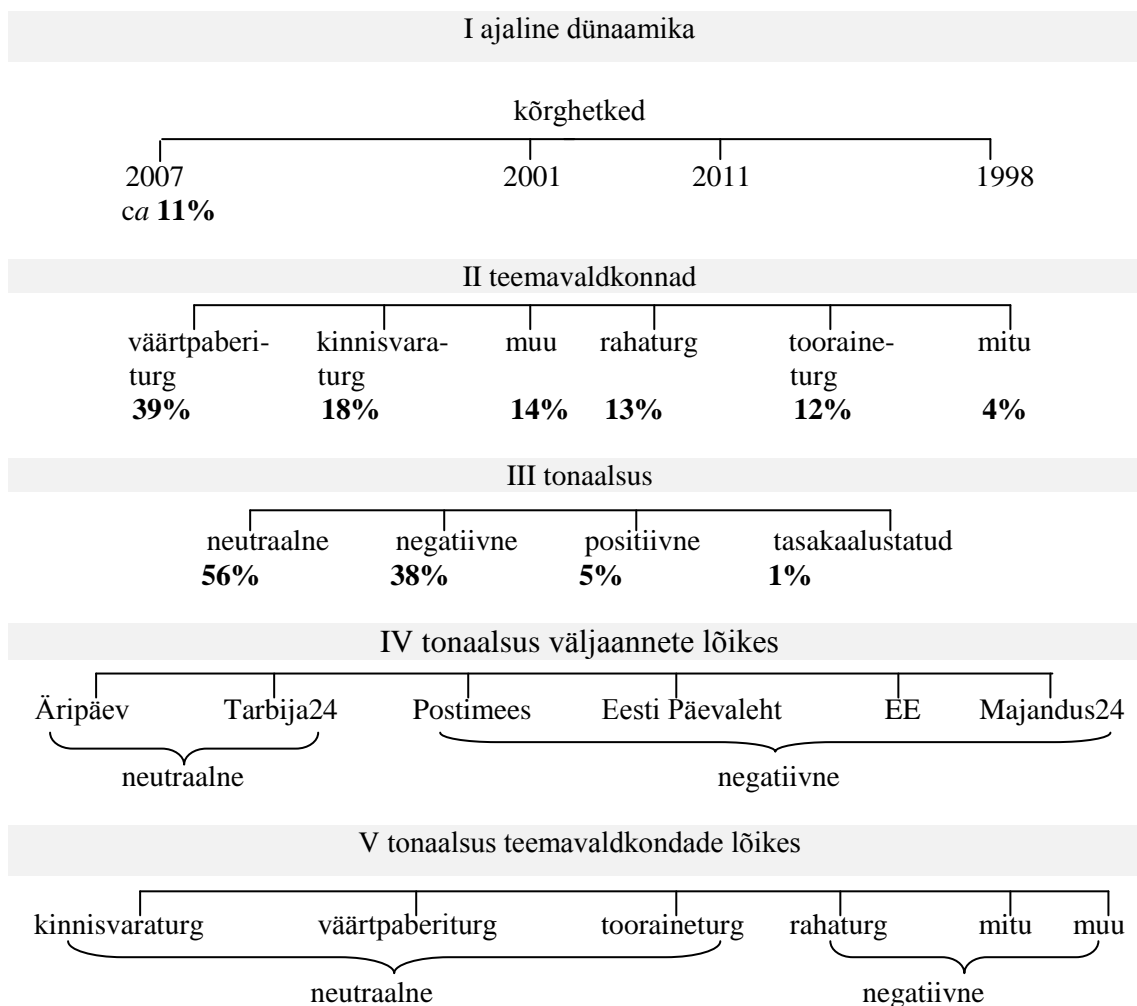 I ajaline dünaamika
kõrghetked
2007 2001 2011 1998
ca 11%
II teemavaldkonnad
väärtpaberi- kinnisvara- muu rahaturg tooraine- mitu
turg turg turg
39% 18% 14% 13% 12% 4%
III tonaalsus
neutraalne negatiivne positiivne tasakaalustatud
56% 38% 5% 1%
IV tonaalsus väljaannete lõikes
Äripäev Tarbija24 Postimees Eesti Päevaleht EE Majandus24
neutraalne negatiivne
V tonaalsus teemavaldkondade lõikes
kinnisvaraturg väärtpaberiturg tooraineturg rahaturg mitu muu
neutraalne negatiivne